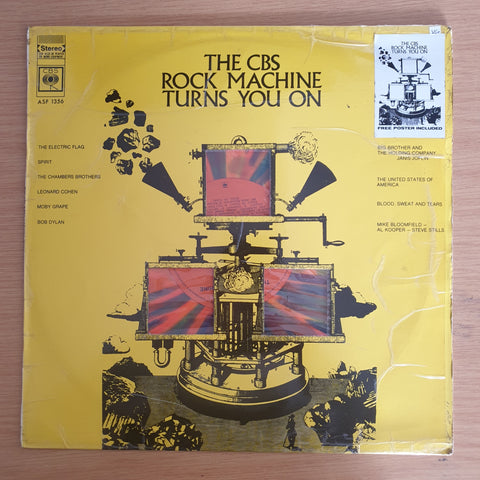 Stereo
CBS
ASF 1356
THE CBS
ROCK MACHINE
TURNS YOU ON
THE CBS
ROCK MACHINE
TURNS YOU ON
FREE POSTER INCLUDED
THE ELECTRIC FLAG
SPIRIT
THE CHAMBERS BROTHERS
LEONARD COHEN
MOBY GRAPE
BOB DYLAN
BIG BROTHER AND
THE HOLDING COMPANY
JANIS JOPLIN
THE UNITED STATES OF
AMERICA
BLOOD, SWEAT AND TEARS
MIKE BLOOMFIELD –
AL KOOPER – STEVE STILLS